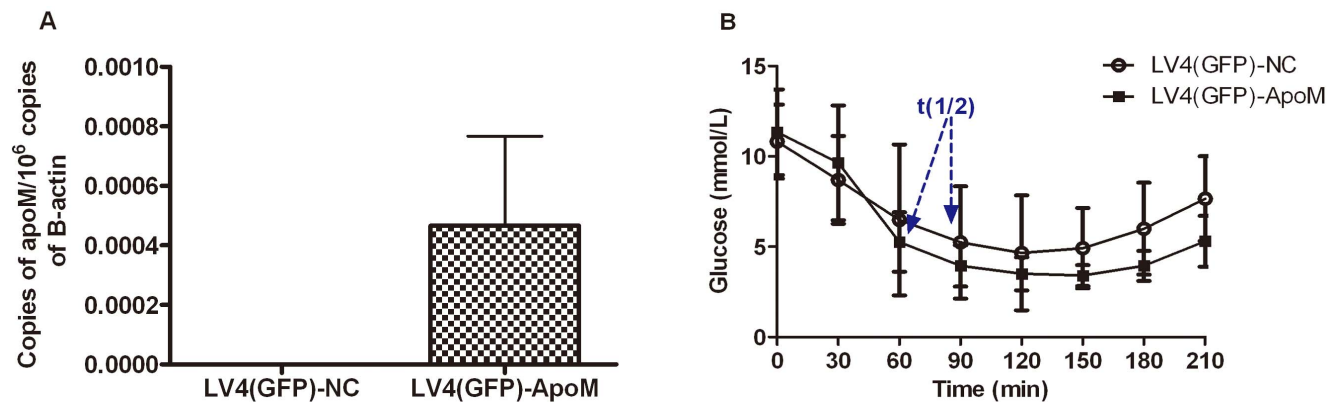 A
Copies of apoM/10⁶ copies
of B-actin
0.0010
0.0008
0.0006
0.0004
0.0002
0.0000
LV4(GFP)-NC
LV4(GFP)-ApoM
B
LV4(GFP)-NC
LV4(GFP)-ApoM
t(1/2)
Glucose (mmol/L)
15
10
5
0
0 30 60 90 120 150 180 210
Time (min)